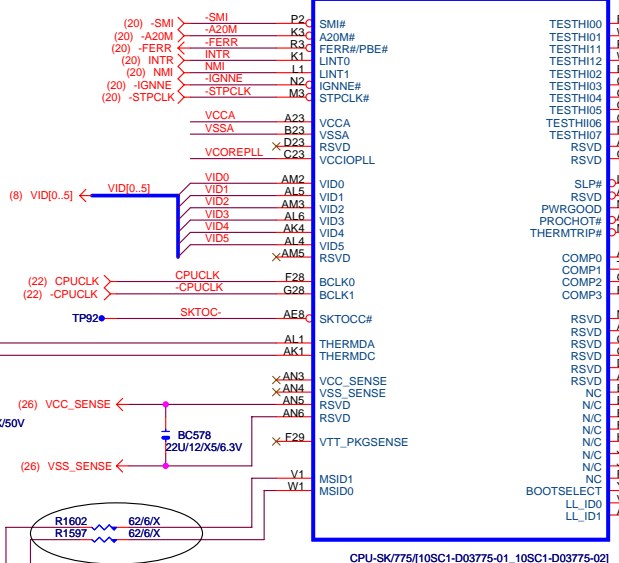 (20) -SMI -SMI P2 SMI# TESTHI00
(20) -A20M -A20M K3 A20M# TESTHI01
(20) -FERR -FERR R3 FERR#/PBE# TESTHI11
(20) INTR INTR K1 LINT0 TESTHI12
(20) NMI NMI L1 LINT1 TESTHI02
(20) -IGNNE -IGNNE N2 IGNNE# TESTHI03
(20) -STPCLK -STPCLK M3 STPCLK# TESTHI04
TESTHI05
VCCA A23 VCCA TESTHII06
VSSA B23 VSSA TESTHI07
D23 RSVD RSVD
VCOREPLL C23 VCCIOPLL RSVD
VID0 AM2 VID0 SLP#
(8) VID[0..5] VID[0..5] VID1 AL5 VID1 RSVD
VID2 AM3 VID2 PWRGOOD
VID3 AL6 VID3 PROCHOT#
VID4 AK4 VID4 THERMTRIP#
VID5 AL4 VID5
AM5 RSVD COMP0
COMP1
(22) CPUCLK CPUCLK F28 BCLK0 COMP2
(22) -CPUCLK -CPUCLK G28 BCLK1 COMP3
TP92 SKTOC- AE8 SKTOCC# RSVD
RSVD
AL1 THERMDA RSVD
AK1 THERMDC RSVD
RSVD
AN3 VCC_SENSE RSVD
AN4 VSS_SENSE NC
(26) VCC_SENSE AN5 RSVD N/C
AN6 RSVD N/C
X/50V
BC578 N/C
22U/12/X5/6.3V F29 VTT_PKGSENSE N/C
N/C
(26) VSS_SENSE N/C
V1 MSID1 NC
W1 MSID0 BOOTSELECT
LL_ID0
LL_ID1
R1602 62/6/X
R1597 62/6/X
CPU-SK/775/[10SC1-D03775-01_10SC1-D03775-02]